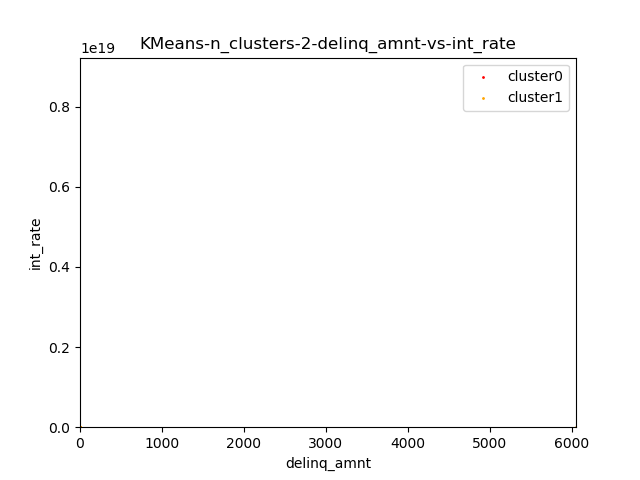 KMeans-n_clusters-2-delinq_amnt-vs-int_rate
1e19
cluster0
cluster1
0.8
0.6
0.4
0.2
0.0
int_rate
0 1000 2000 3000 4000 5000 6000
delinq_amnt